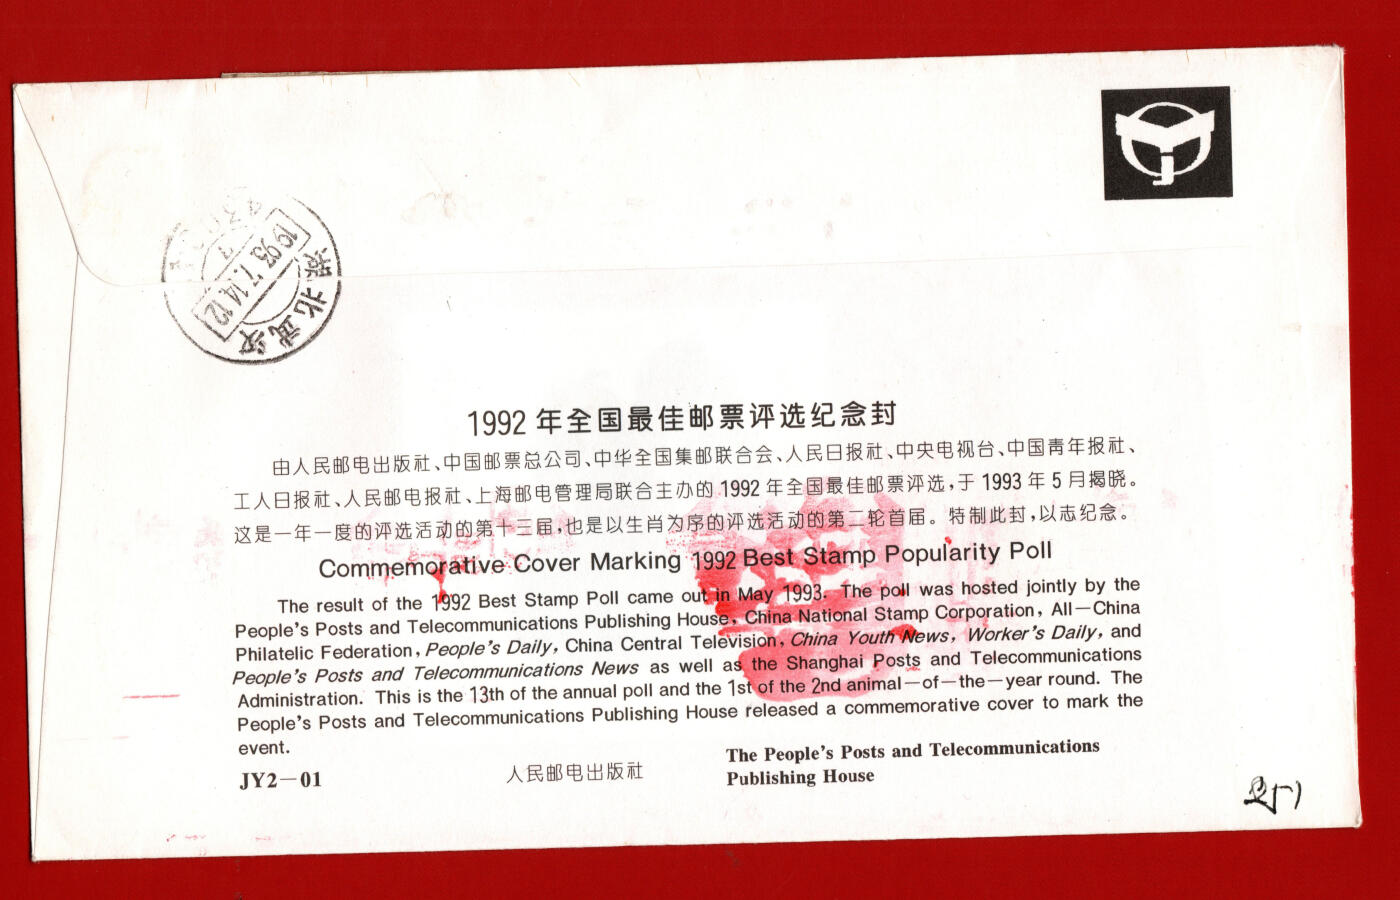 湖北武汉
1993.7.14.12
1992年全国最佳邮票评选纪念封
由人民邮电出版社、中国邮票总公司、中华全国集邮联合会、人民日报社、中央电视台、中国青年报社、
工人日报社、人民邮电报社、上海邮电管理局联合主办的1992年全国最佳邮票评选，于1993年5月揭晓。
这是一年一度的评选活动的第十三届，也是以生肖为序的评选活动的第二轮首届。特制此封，以志纪念。
Commemorative Cover Marking 1992 Best Stamp Popularity Poll
The result of the 1992 Best Stamp Poll came out in May 1993. The poll was hosted jointly by the
People's Posts and Telecommunications Publishing House, China National Stamp Corporation, All—China
Philatelic Federation, People's Daily, China Central Television, China Youth News, Worker's Daily, and
People's Posts and Telecommunications News as well as the Shanghai Posts and Telecommunications
Administration. This is the 13th of the annual poll and the 1st of the 2nd animal—of—the—year round. The
People's Posts and Telecommunications Publishing House released a commemorative cover to mark the
event.
JY2—01
人民邮电出版社
The People's Posts and Telecommunications
Publishing House